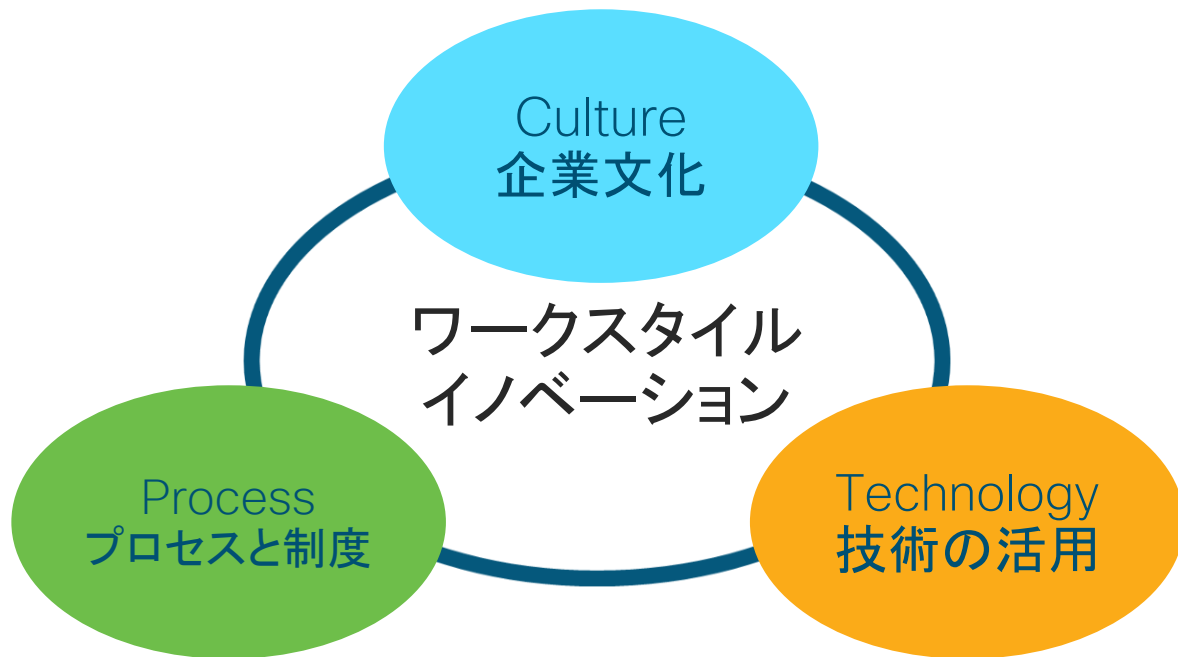 Culture
企業文化
ワークスタイル
イノベーション
Process
プロセスと制度
Technology
技術の活用